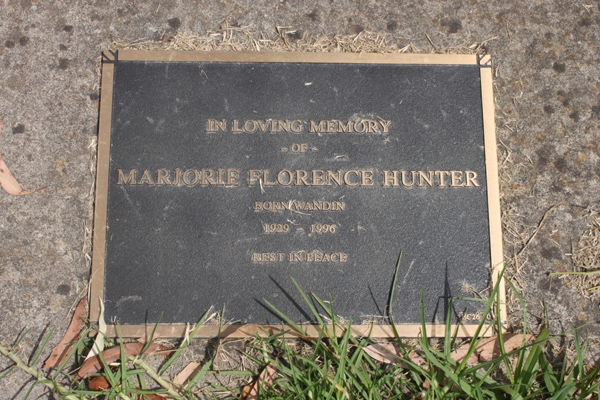 IN LOVING MEMORY
- OF -
MARJORIE FLORENCE HUNTER
BORN WANDIN
1929 - 1996
REST IN PEACE